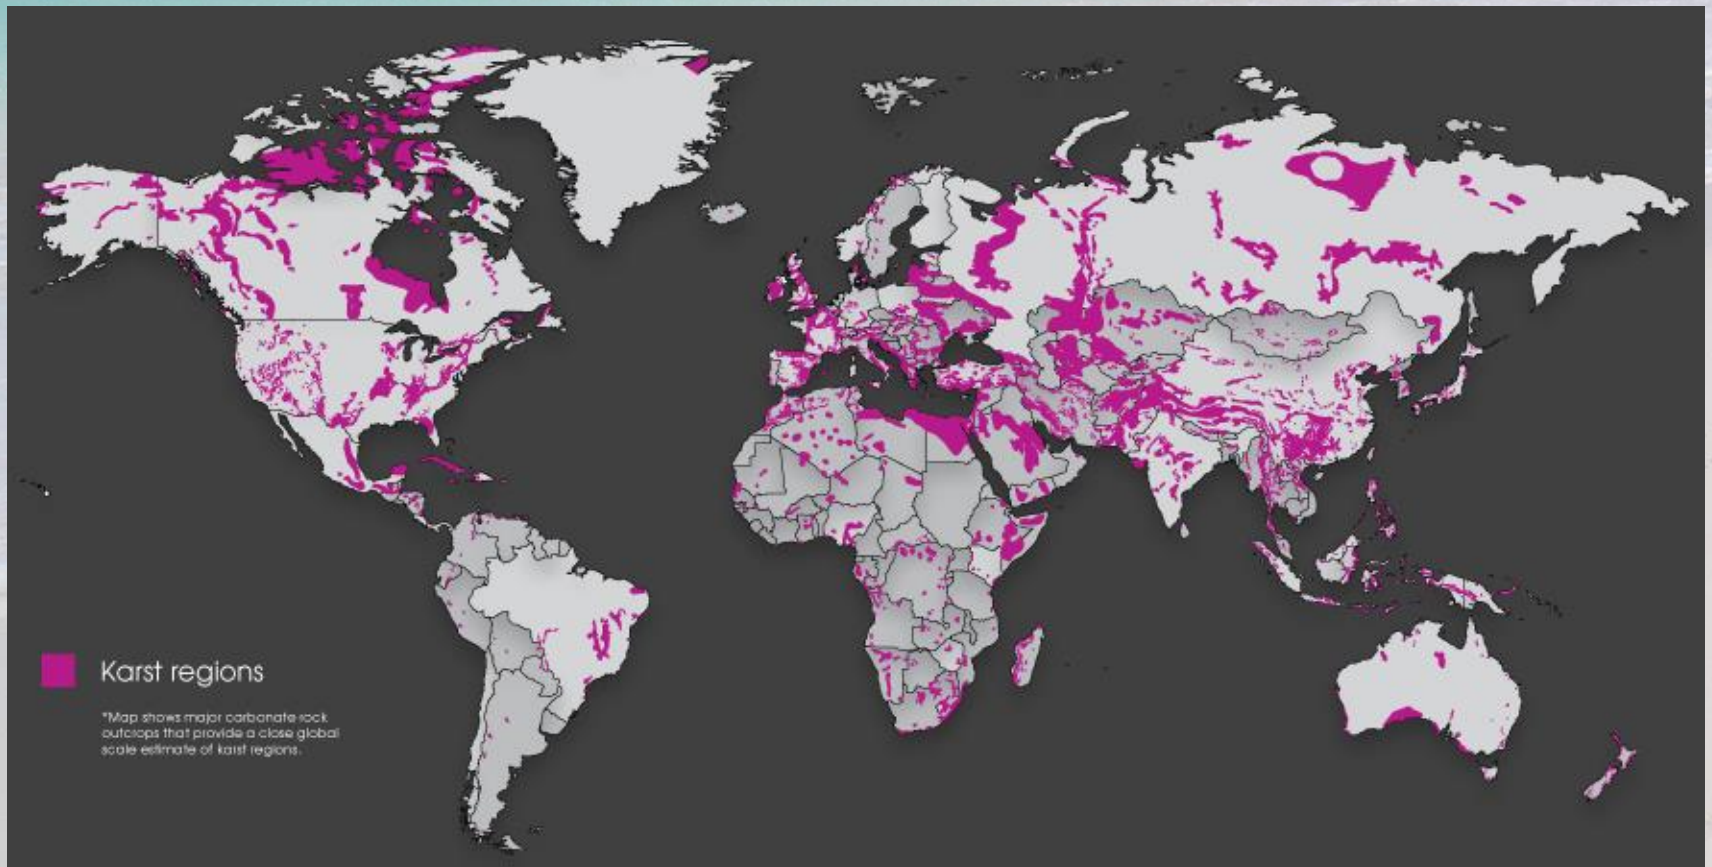 Karst regions
*Map shows major carbonate rock
outcrops that provide a close global
scale estimate of karst regions.